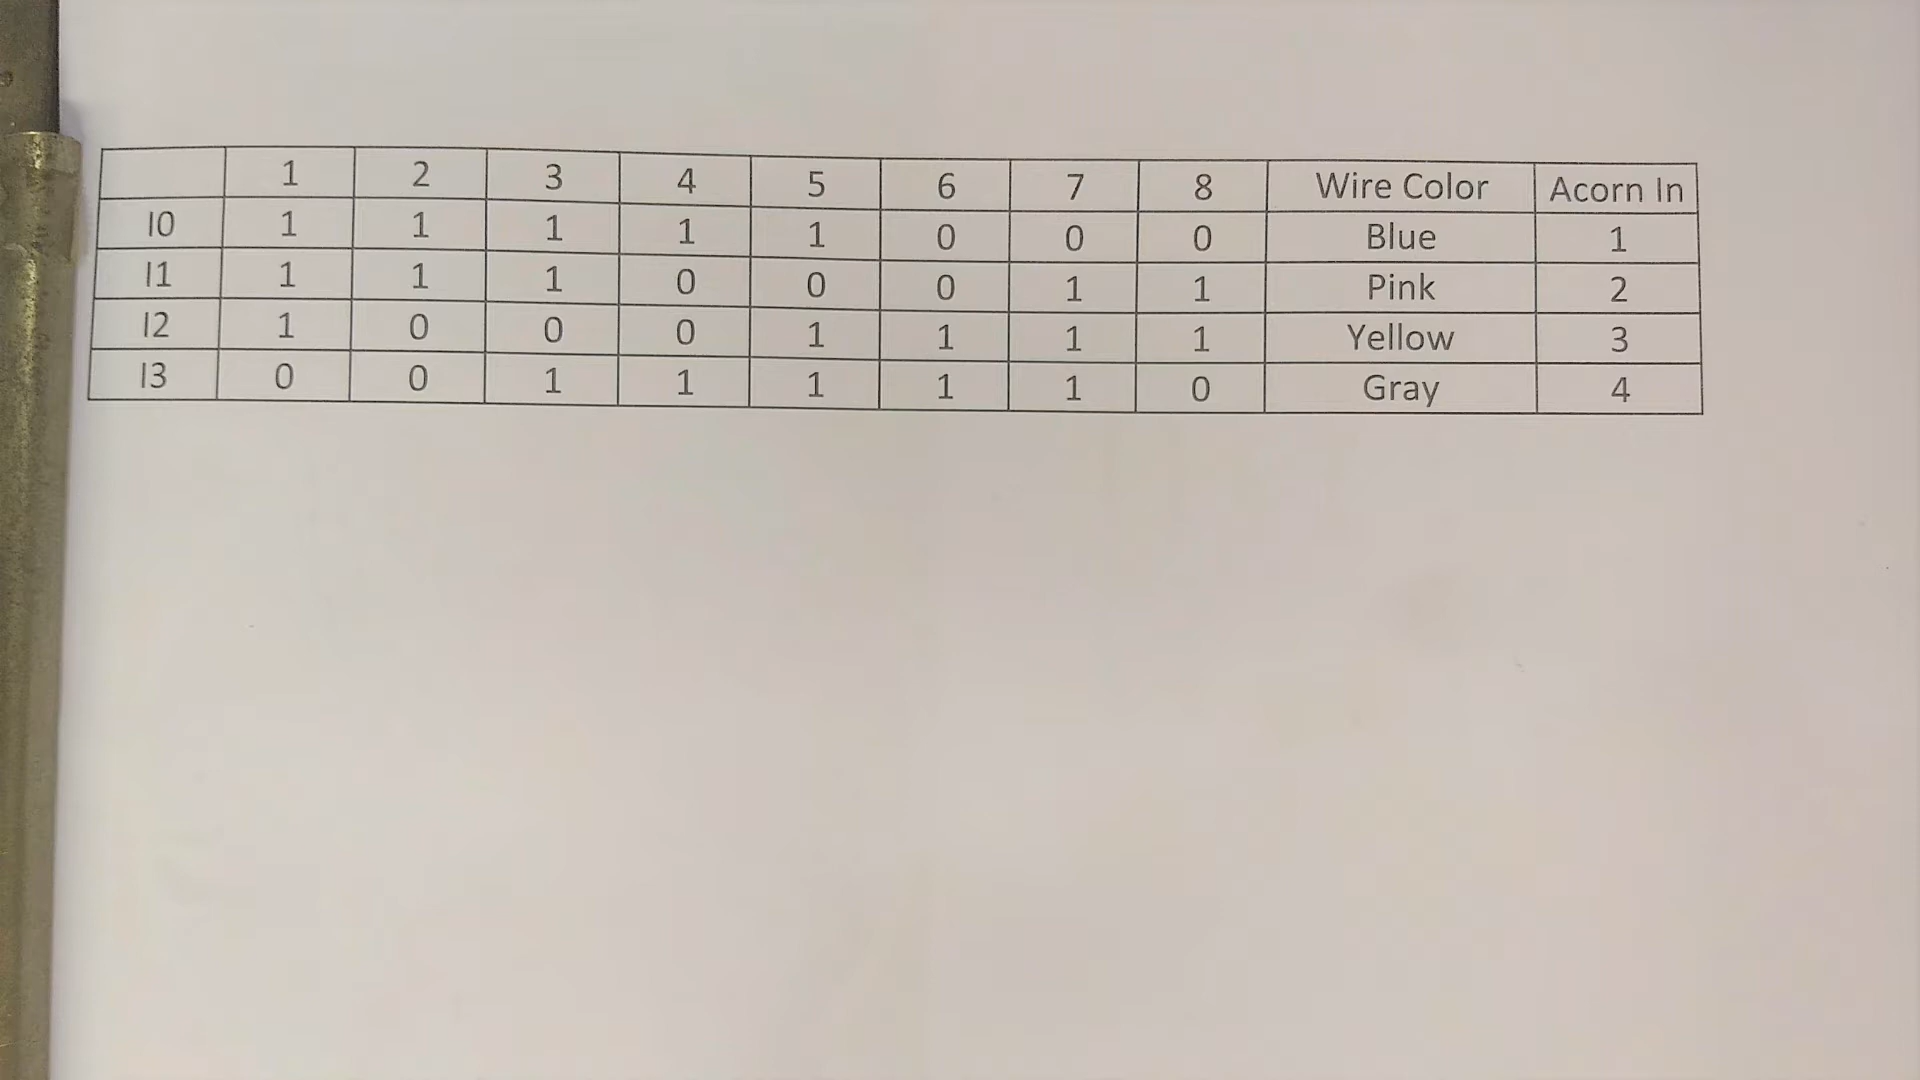 1 2 3 4 5 6 7 8 Wire Color Acorn In
I0 1 1 1 1 1 0 0 0 Blue 1
I1 1 1 1 0 0 0 1 1 Pink 2
I2 1 0 0 0 1 1 1 1 Yellow 3
I3 0 0 1 1 1 1 1 0 Gray 4